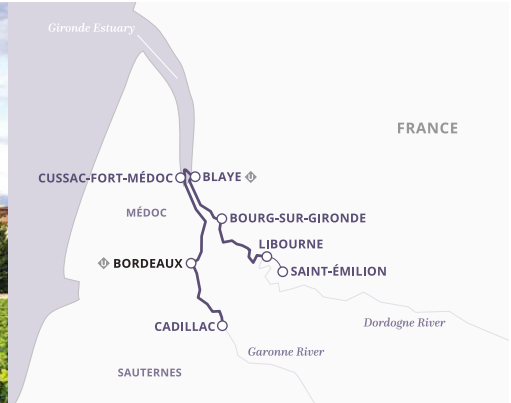 Gironde Estuary
FRANCE
CUSSAC-FORT-MÉDOC
BLAYE U
MÉDOC
BOURG-SUR-GIRONDE
LIBOURNE
U BORDEAUX
SAINT-ÉMILION
CADILLAC
Dordogne River
Garonne River
SAUTERNES